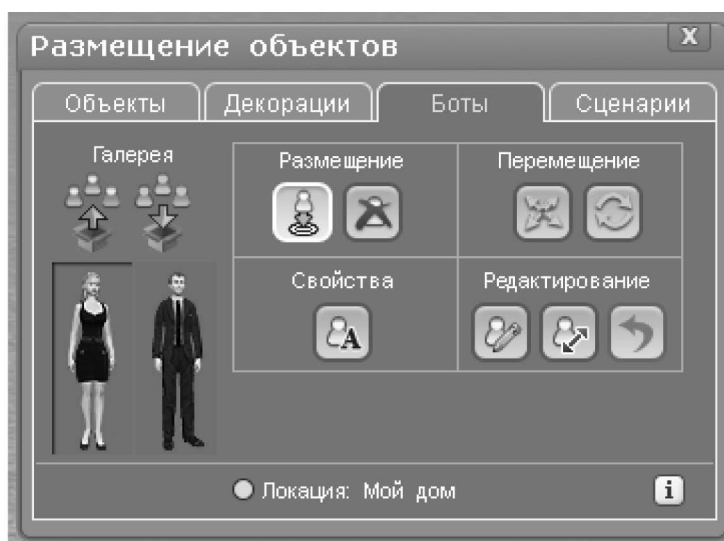 Размещение объектов
X
Объекты
Декорации
Боты
Сценарии
Галерея
Размещение
Перемещение
Свойства
Редактирование
A
Локация: Мой дом
i